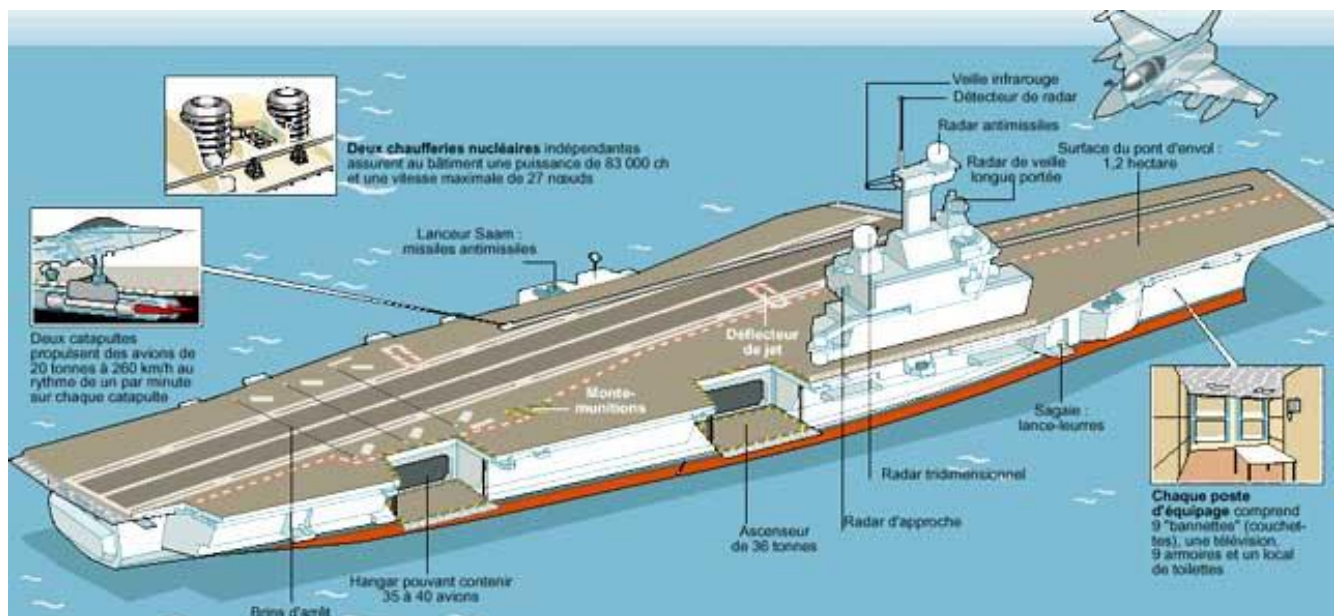 Veille infrarouge
Détecteur de radar
Radar antimissiles
Radar de veille
longue portée
Surface du pont d'envol :
1,2 hectare
Deux chaufferies nucléaires indépendantes
assurent au bâtiment une puissance de 83 000 ch
et une vitesse maximale de 27 nœuds
Lanceur Saam :
missiles antimissiles
Deux catapultes
propulsent des avions de
20 tonnes à 260 km/h au
rythme de un par minute
sur chaque catapulte
Déflecteur
de jet
Monte-
munitions
Sagaie :
lance-leurres
Radar tridimensionnel
Radar d'approche
Ascenseur
de 36 tonnes
Hangar pouvant contenir
35 à 40 avions
Brins d'arrêt
Chaque poste
d'équipage comprend
9 "bannettes" (couchet-
tes), une télévision,
9 armoires et un local
de toilettes